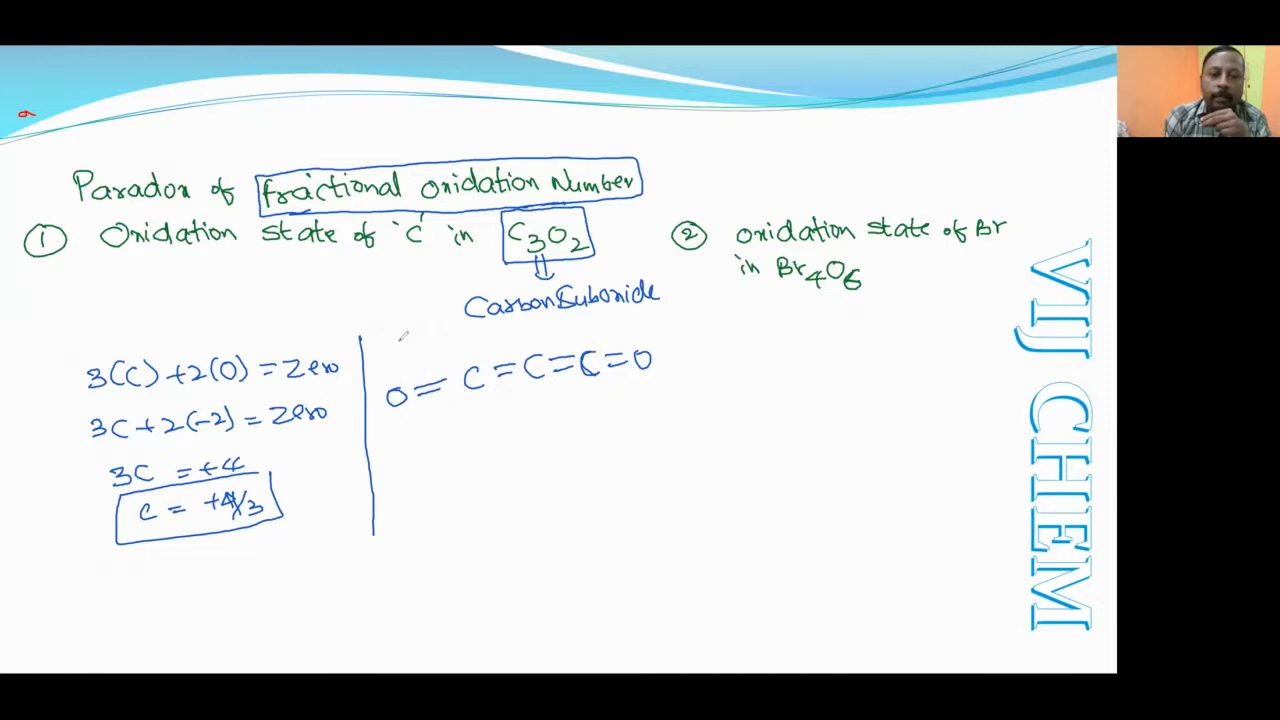 Paradox of fractional Oxidation Number
① Oxidation state of 'C' in C3O2
Carbon Suboxide
② oxidation state of Br
in Br4O6
3(C) + 2(O) = Zero
3C + 2(-2) = Zero
3C = +4
C = +4/3
O = C = C = C = O
VIJ CHEM